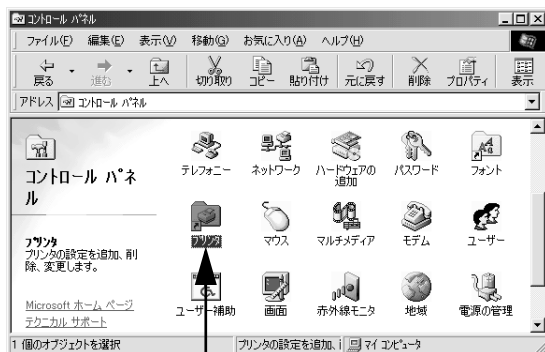 コントロール パネル
ファイル(F) 編集(E) 表示(V) 移動(G) お気に入り(A) ヘルプ(H)
戻る 進む 上へ 切り取り コピー 貼り付け 元に戻す 削除 プロパティ 表示
アドレス コントロール パネル
コントロール パネル
プリンタ
プリンタの設定を追加、削除、変更します。
Microsoft ホーム ページ
テクニカル サポート
テレフォニー ネットワーク ハードウェアの追加 パスワード フォント
プリンタ マウス マルチメディア モデム ユーザー
ユーザー補助 画面 赤外線モニタ 地域 電源の管理
1 個のオブジェクトを選択 プリンタの設定を追加、i マイ コンピュータ